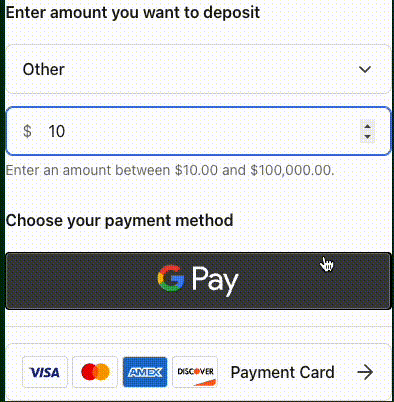 Enter amount you want to deposit
Other
$ 10
Enter an amount between $10.00 and $100,000.00.
Choose your payment method
G Pay
VISA AMEX DISCOVER Payment Card